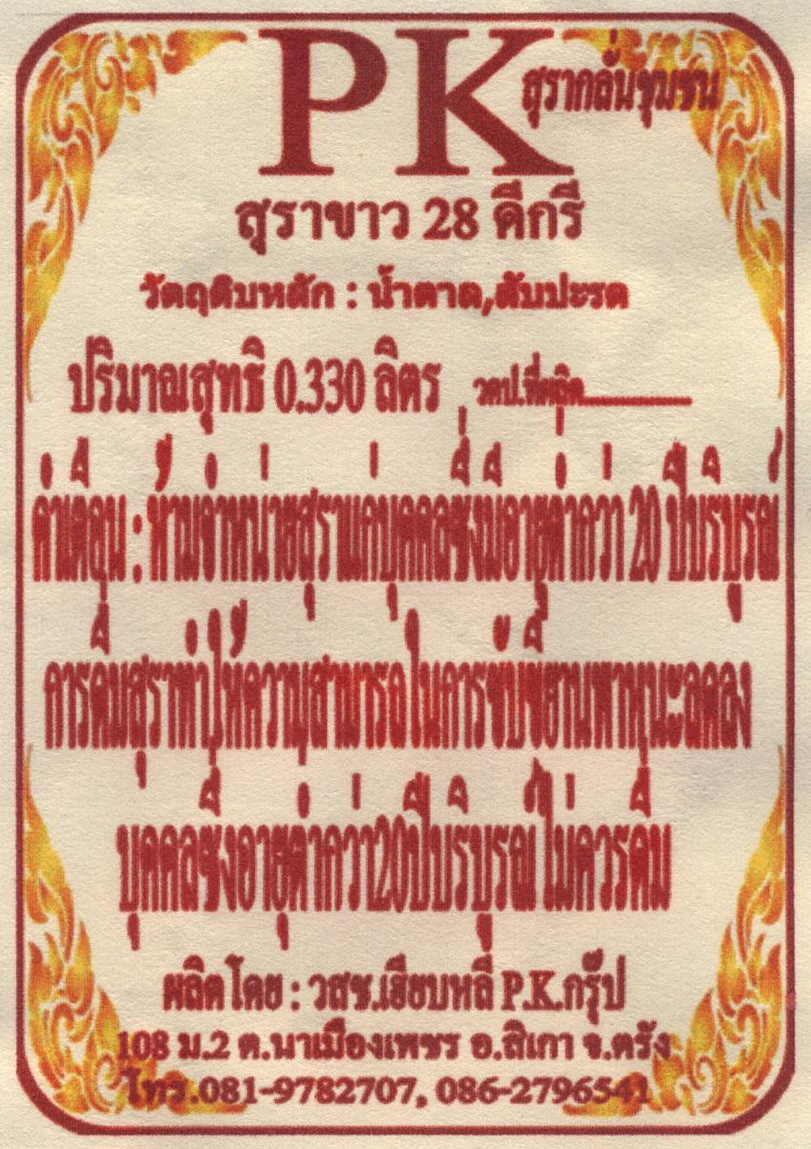 PK
สุรากลั่นชุมชน
สุราขาว 28 ดีกรี
วัตถุดิบหลัก : น้ำตาล,สับปะรด
ปริมาณสุทธิ 0.330 ลิตร วดป.ที่ผลิต
คำเตือน : ห้ามจำหน่ายสุราแก่บุคคลซึ่งมีอายุต่ำกว่า 20 ปีบริบูรณ์
การดื่มสุราทำให้ความสามารถในการขับขี่ยานพาหนะลดลง
บุคคลซึ่งอายุต่ำกว่า20ปีบริบูรณ์ ไม่ควรดื่ม
ผลิตโดย : วสช.เฮียบหลี P.K.กรุ๊ป
108 ม.2 ต.นาเมืองเพชร อ.สิเกา จ.ตรัง
โทร.081-9782707, 086-2796541